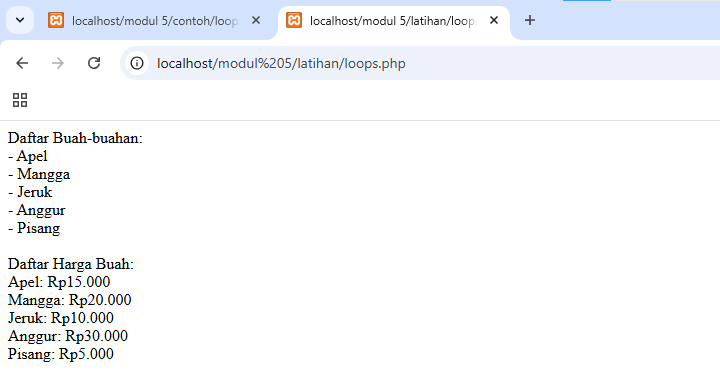 localhost/modul 5/contoh/loop
localhost/modul 5/latihan/loops
localhost/modul%205/latihan/loops.php
Daftar Buah-buahan:
- Apel
- Mangga
- Jeruk
- Anggur
- Pisang
Daftar Harga Buah:
Apel: Rp15.000
Mangga: Rp20.000
Jeruk: Rp10.000
Anggur: Rp30.000
Pisang: Rp5.000